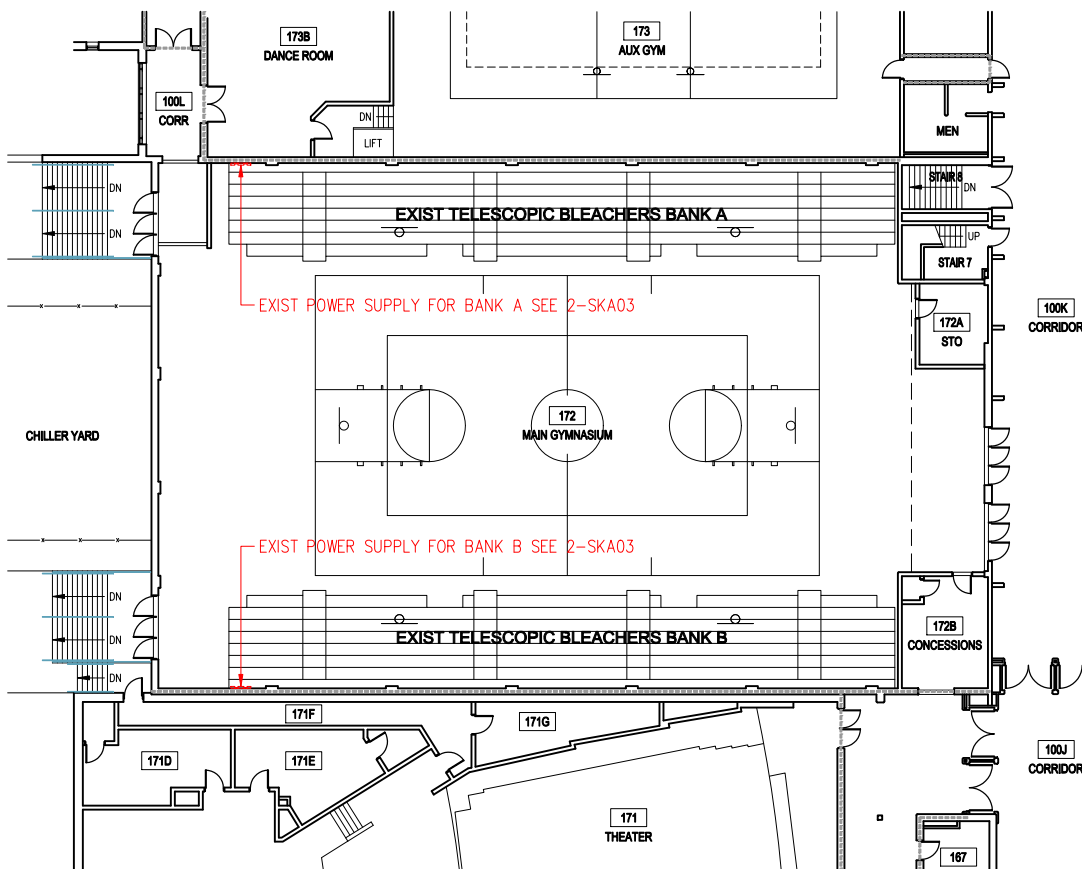 173B
DANCE ROOM
173
AUX GYM
100L
CORR
DN
LIFT
MEN
STAIR 8
DN
DN
DN
EXIST TELESCOPIC BLEACHERS BANK A
UP
STAIR 7
EXIST POWER SUPPLY FOR BANK A SEE 2-SKA03
172A
STO
100K
CORRIDOR
172
MAIN GYMNASIUM
CHILLER YARD
EXIST POWER SUPPLY FOR BANK B SEE 2-SKA03
DN
DN
DN
EXIST TELESCOPIC BLEACHERS BANK B
172B
CONCESSIONS
171F
171G
171D
171E
100J
CORRIDOR
171
THEATER
167